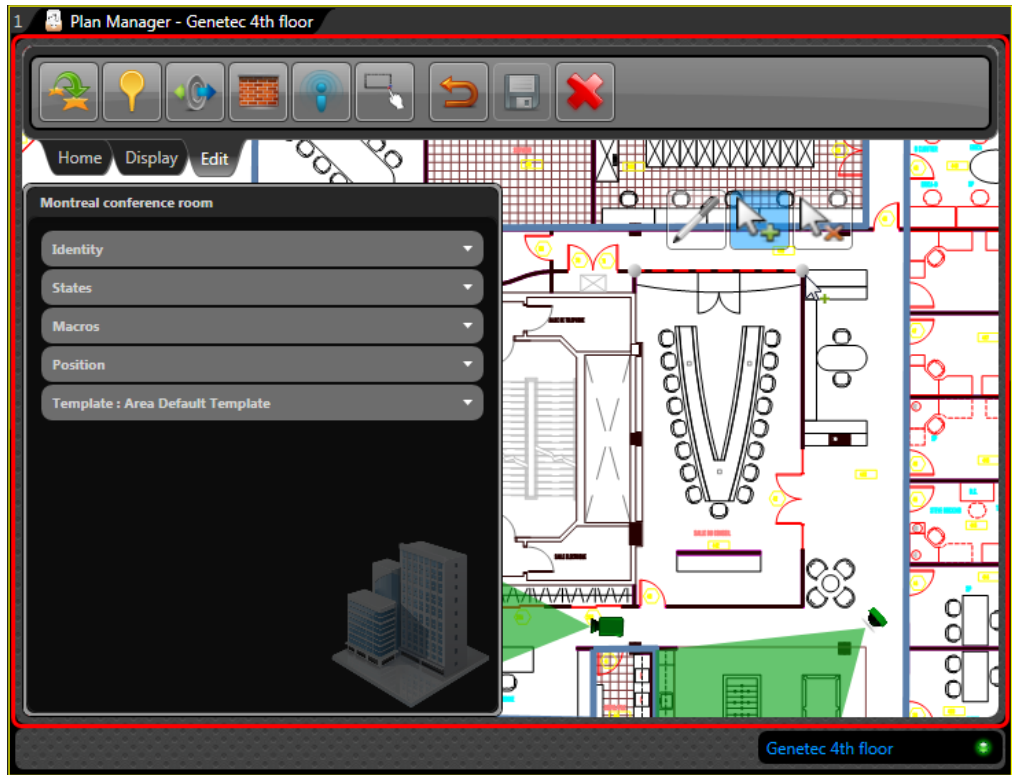 1 Plan Manager - Genetec 4th floor
Home Display Edit
Montreal conference room
Identity
States
Macros
Position
Template : Area Default Template
Genetec 4th floor